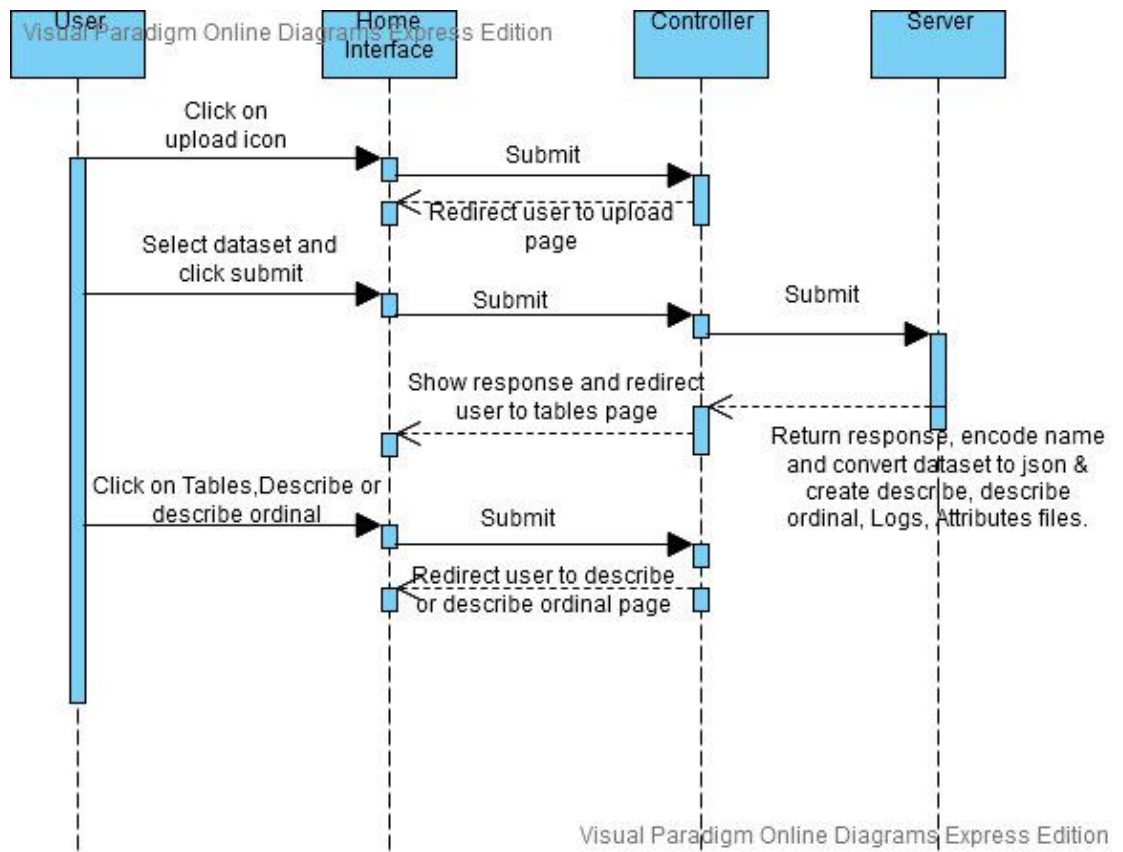 User
Home
Interface
Controller
Server
Visual Paradigm Online Diagrams Express Edition
Click on
upload icon
Submit
Redirect user to upload
page
Select dataset and
click submit
Submit
Submit
Show response and redirect
user to tables page
Return response, encode name
and convert dataset to json &
create describe, describe
ordinal, Logs, Attributes files.
Click on Tables,Describe or
describe ordinal
Submit
Redirect user to describe
or describe ordinal page
Visual Paradigm Online Diagrams Express Edition